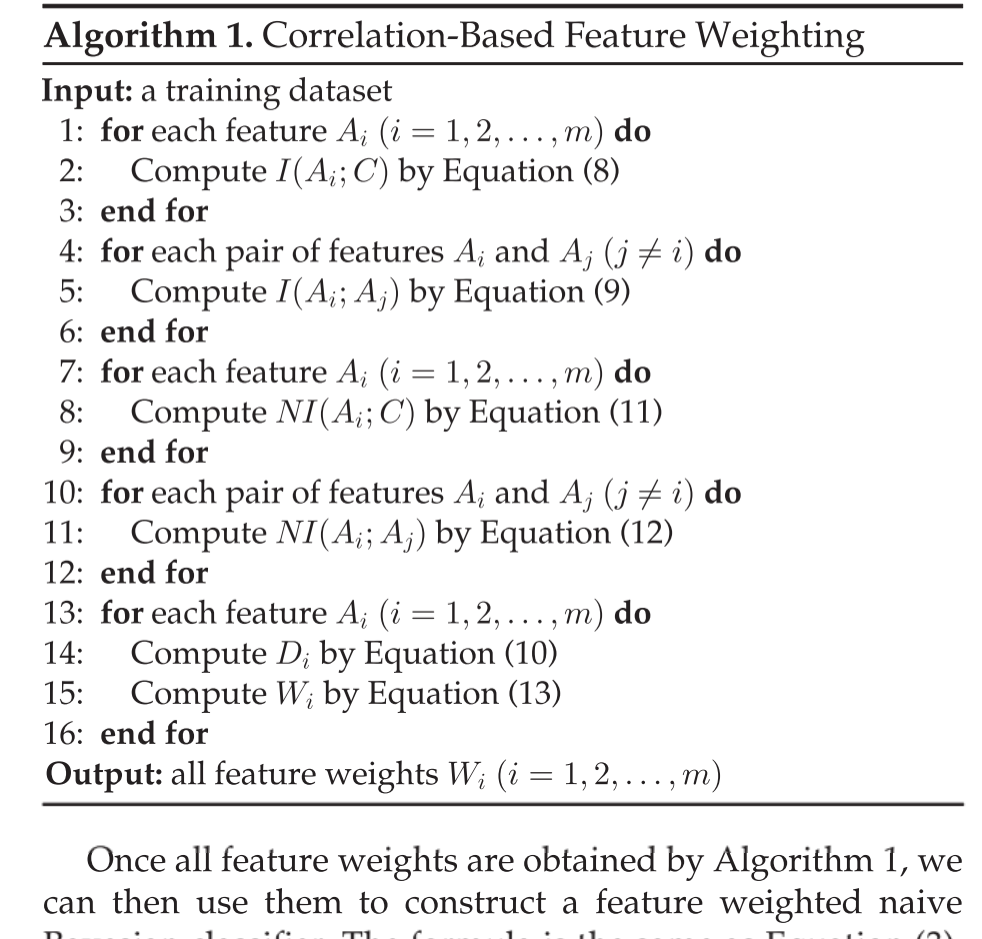 Algorithm 1. Correlation-Based Feature Weighting
Input: a training dataset
1: for each feature A_i (i = 1, 2, . . . , m) do
2: Compute I(A_i; C) by Equation (8)
3: end for
4: for each pair of features A_i and A_j (j ≠ i) do
5: Compute I(A_i; A_j) by Equation (9)
6: end for
7: for each feature A_i (i = 1, 2, . . . , m) do
8: Compute NI(A_i; C) by Equation (11)
9: end for
10: for each pair of features A_i and A_j (j ≠ i) do
11: Compute NI(A_i; A_j) by Equation (12)
12: end for
13: for each feature A_i (i = 1, 2, . . . , m) do
14: Compute D_i by Equation (10)
15: Compute W_i by Equation (13)
16: end for
Output: all feature weights W_i (i = 1, 2, . . . , m)
Once all feature weights are obtained by Algorithm 1, we
can then use them to construct a feature weighted naive